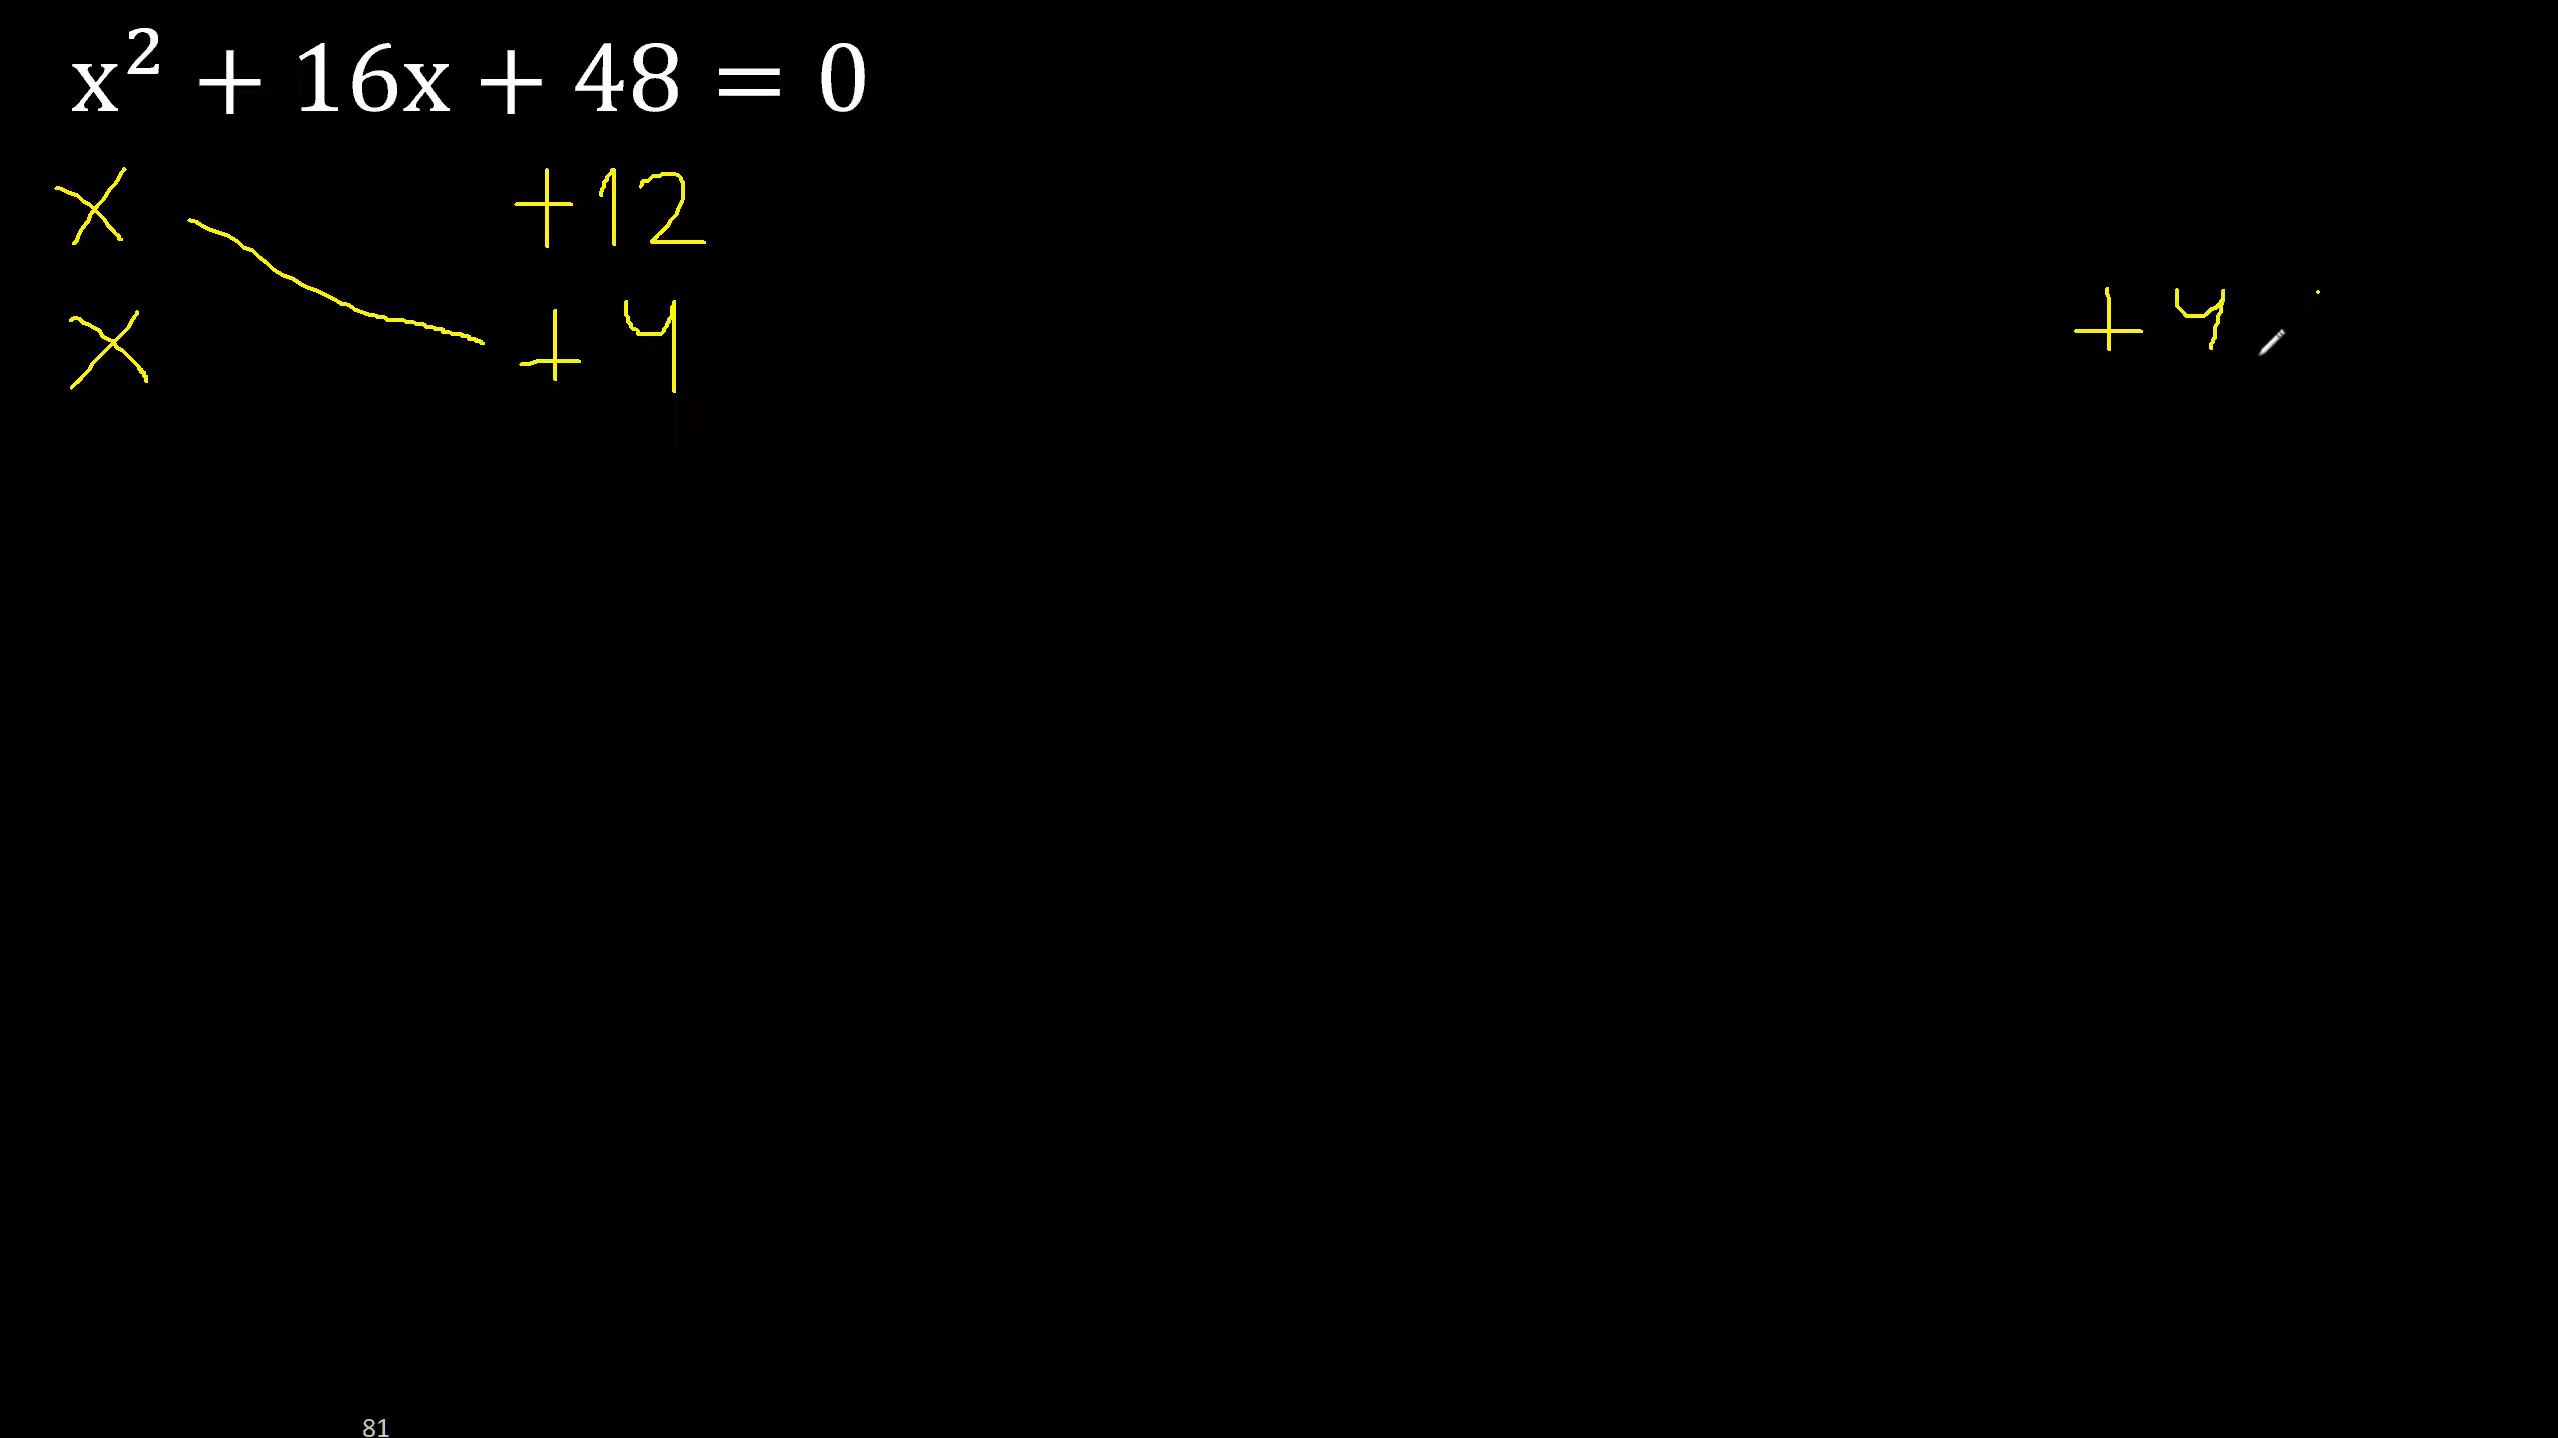 x² + 16x + 48 = 0
x +12
x +4 +4
81